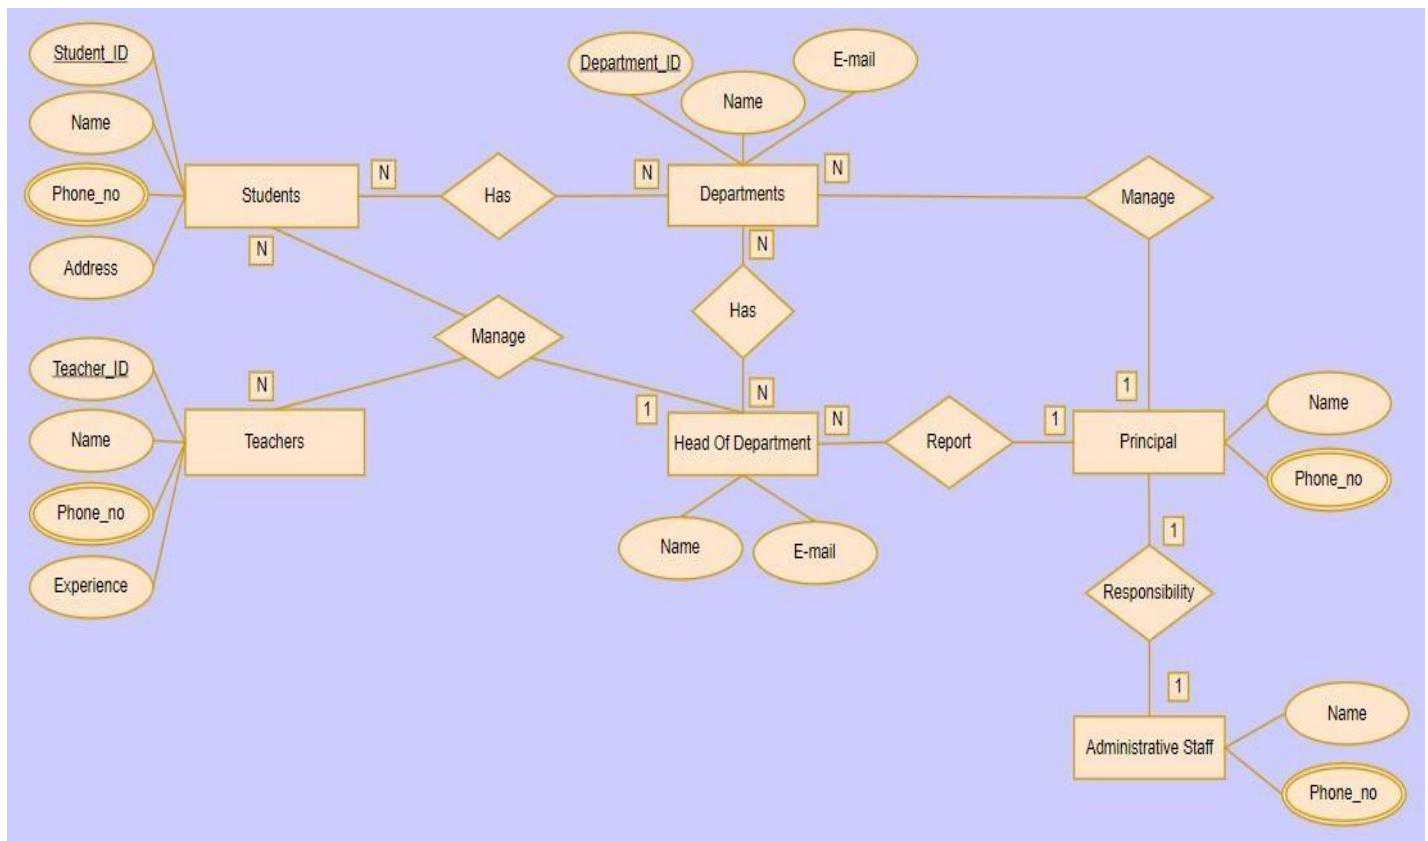 Student_ID
Name
Phone_no
Address
Students
N
Has
N
Department_ID
Name
E-mail
Departments
N
Manage
N
N
Has
N
Manage
Teacher_ID
Name
Phone_no
Experience
N
Teachers
1
Head Of Department
Name
E-mail
N
Report
1
1
Principal
Name
Phone_no
1
Responsibility
1
Administrative Staff
Name
Phone_no